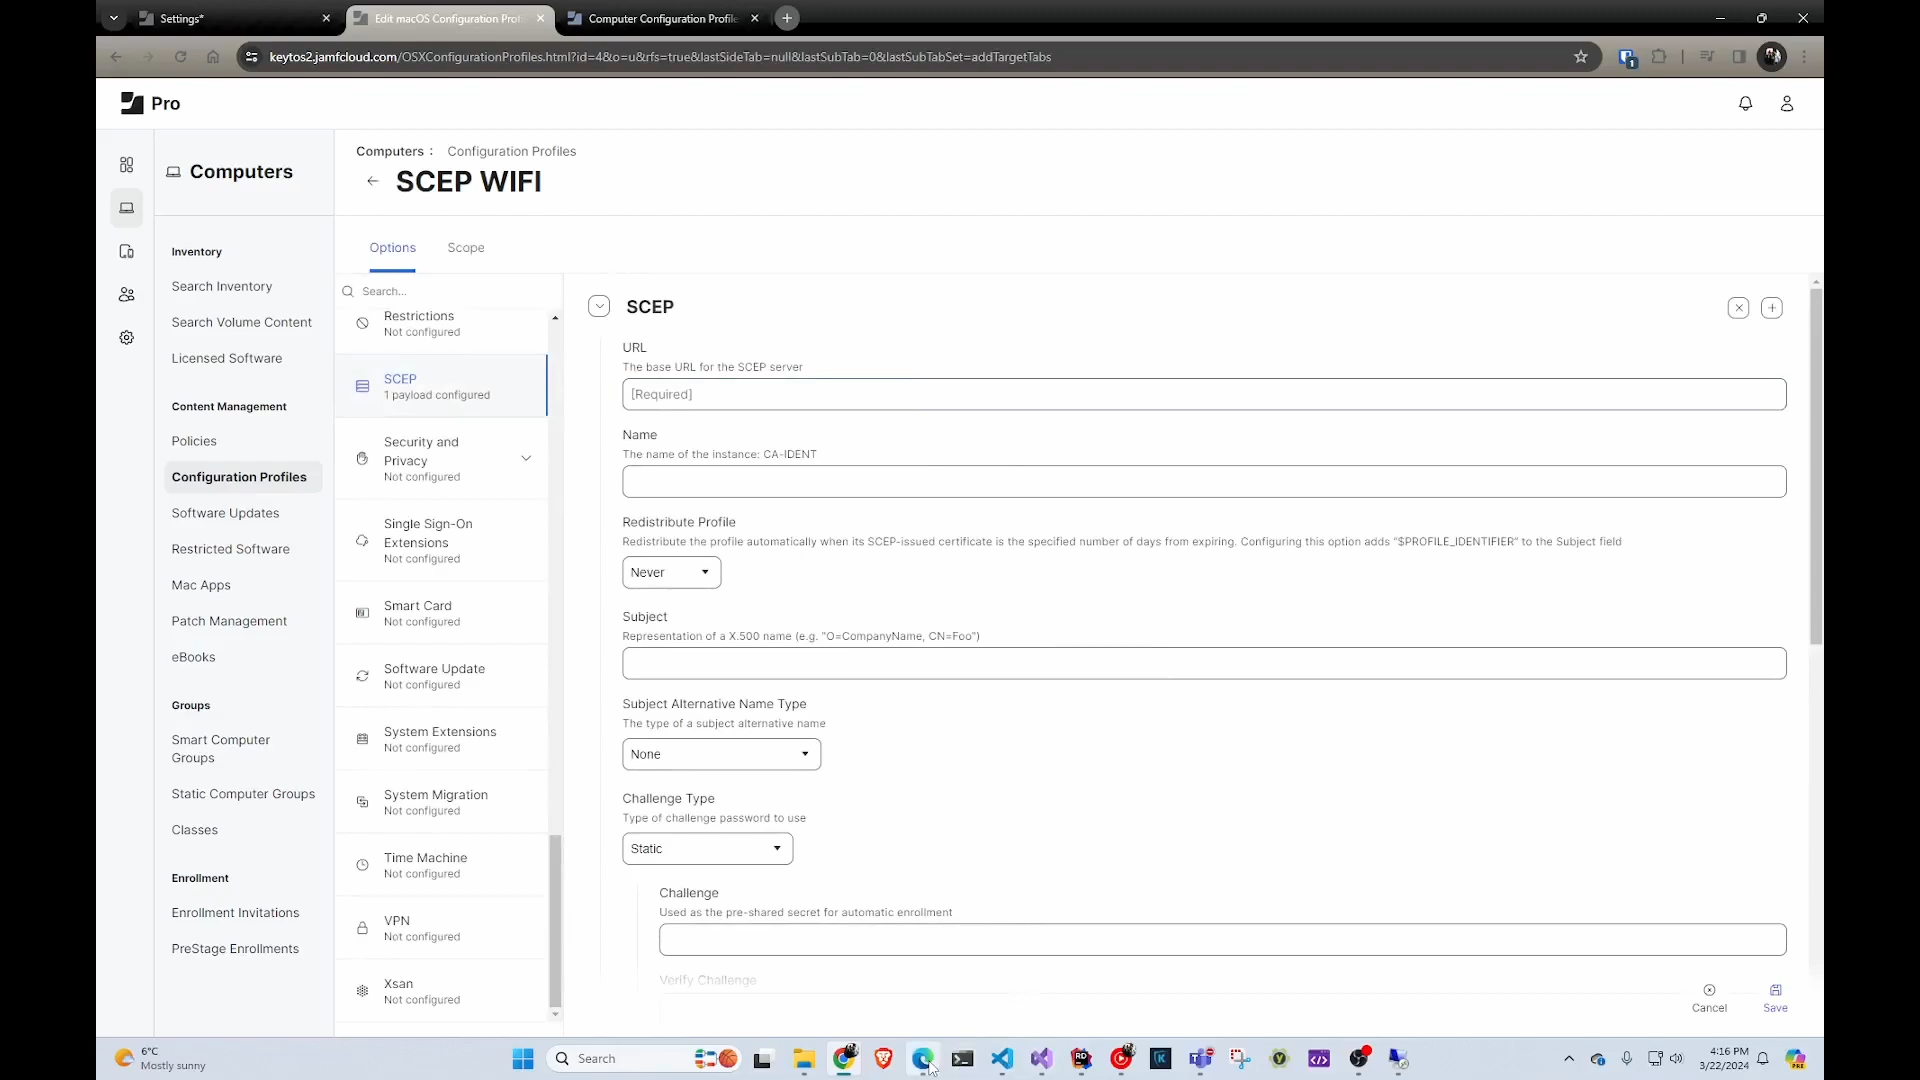 Settings*
Edit macOS Configuration Prof
Computer Configuration Profile
keytos2.jamfcloud.com/OSXConfigurationProfiles.html?id=4&o=u&rfs=true&lastSideTab=null&lastSubTab=0&lastSubTabSet=addTargetTabs
1
Pro
Computers
Computers :
Configuration Profiles
SCEP WIFI
Options
Scope
Inventory
Search Inventory
Search Volume Content
Licensed Software
Content Management
Policies
Configuration Profiles
Software Updates
Restricted Software
Mac Apps
Patch Management
eBooks
Groups
Smart Computer
Groups
Static Computer Groups
Classes
Enrollment
Enrollment Invitations
PreStage Enrollments
Search...
Restrictions
Not configured
SCEP
1 payload configured
Security and
Privacy
Not configured
Single Sign-On
Extensions
Not configured
Smart Card
Not configured
Software Update
Not configured
System Extensions
Not configured
System Migration
Not configured
Time Machine
Not configured
VPN
Not configured
Xsan
Not configured
SCEP
URL
The base URL for the SCEP server
[Required]
Name
The name of the instance: CA-IDENT
Redistribute Profile
Redistribute the profile automatically when its SCEP-issued certificate is the specified number of days from expiring. Configuring this option adds "$PROFILE_IDENTIFIER" to the Subject field
Never
Subject
Representation of a X.500 name (e.g. "O=CompanyName, CN=Foo")
Subject Alternative Name Type
The type of a subject alternative name
None
Challenge Type
Type of challenge password to use
Static
Challenge
Used as the pre-shared secret for automatic enrollment
Verify Challenge
Cancel
Save
6°C
Mostly sunny
Search
4:16 PM
3/22/2024